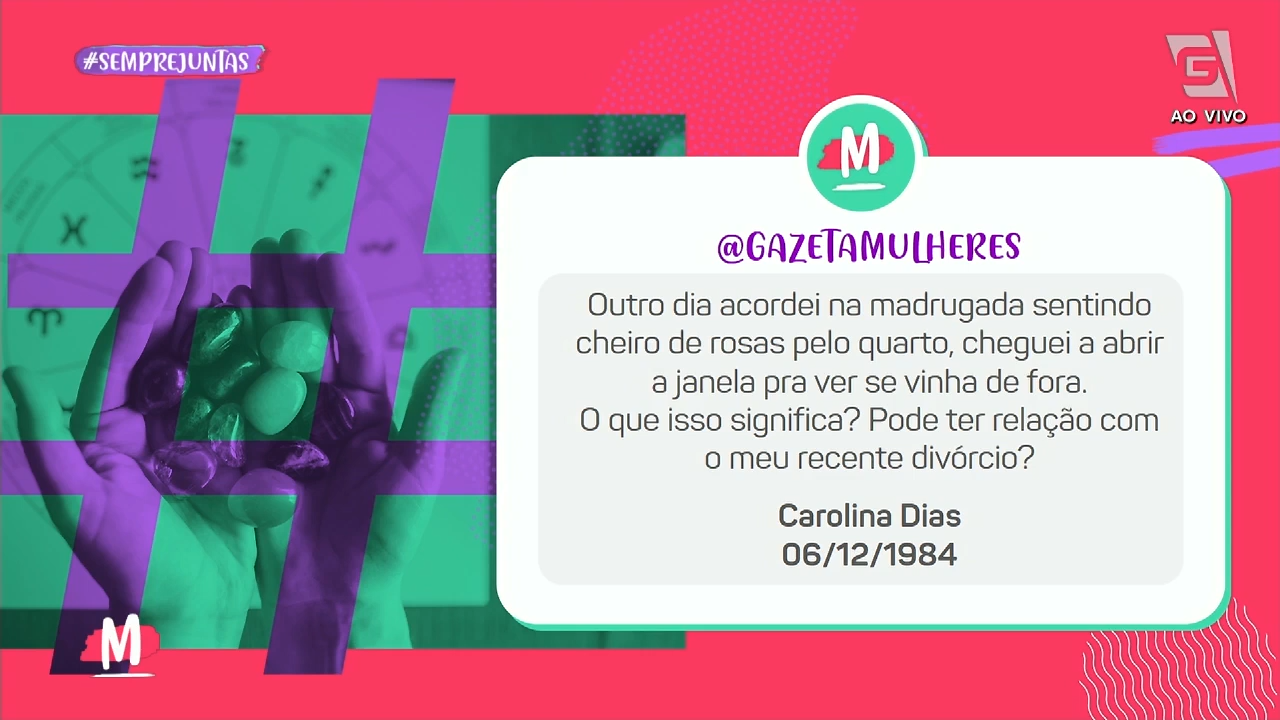 #SEMPREJUNTAS
G
AO VIVO
M
@GAZETAMULHERES
Outro dia acordei na madrugada sentindo
cheiro de rosas pelo quarto, cheguei a abrir
a janela pra ver se vinha de fora.
O que isso significa? Pode ter relação com
o meu recente divórcio?
Carolina Dias
06/12/1984
M